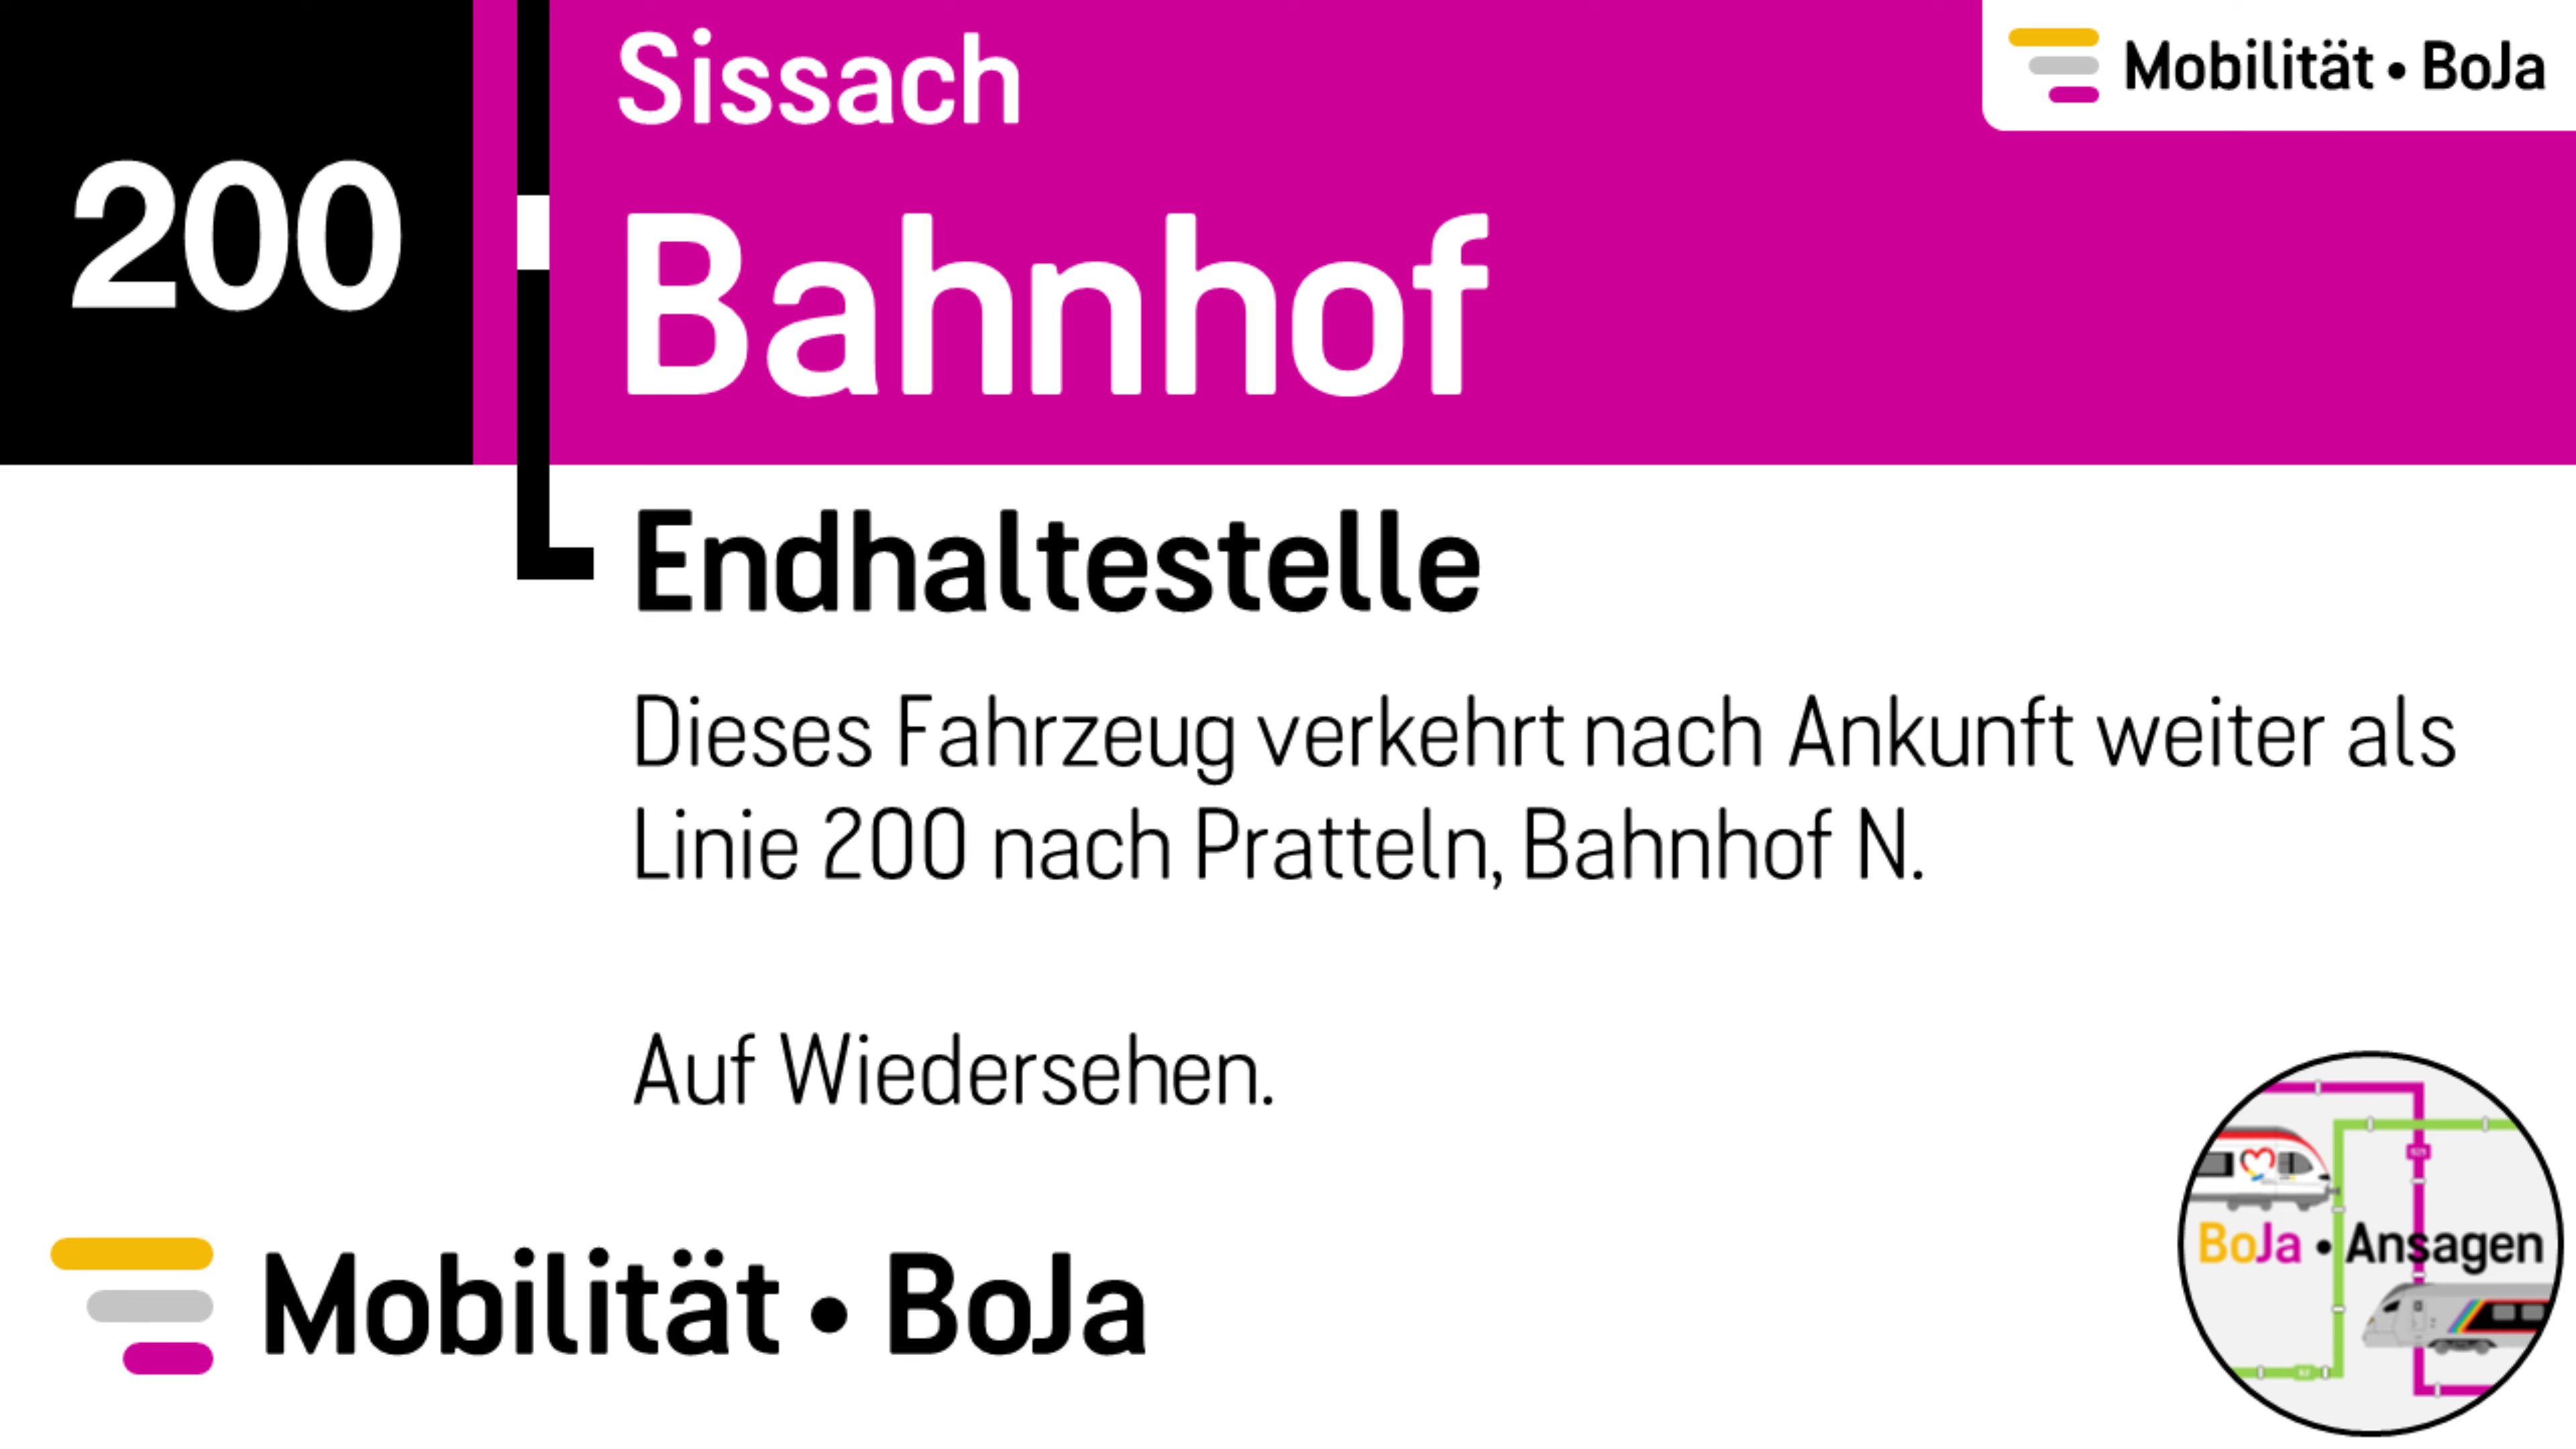 200
Sissach
Mobilität • BoJa
Bahnhof
Endhaltestelle
Dieses Fahrzeug verkehrt nach Ankunft weiter als
Linie 200 nach Pratteln, Bahnhof N.
Auf Wiedersehen.
BoJa • Ansagen
Mobilität • BoJa